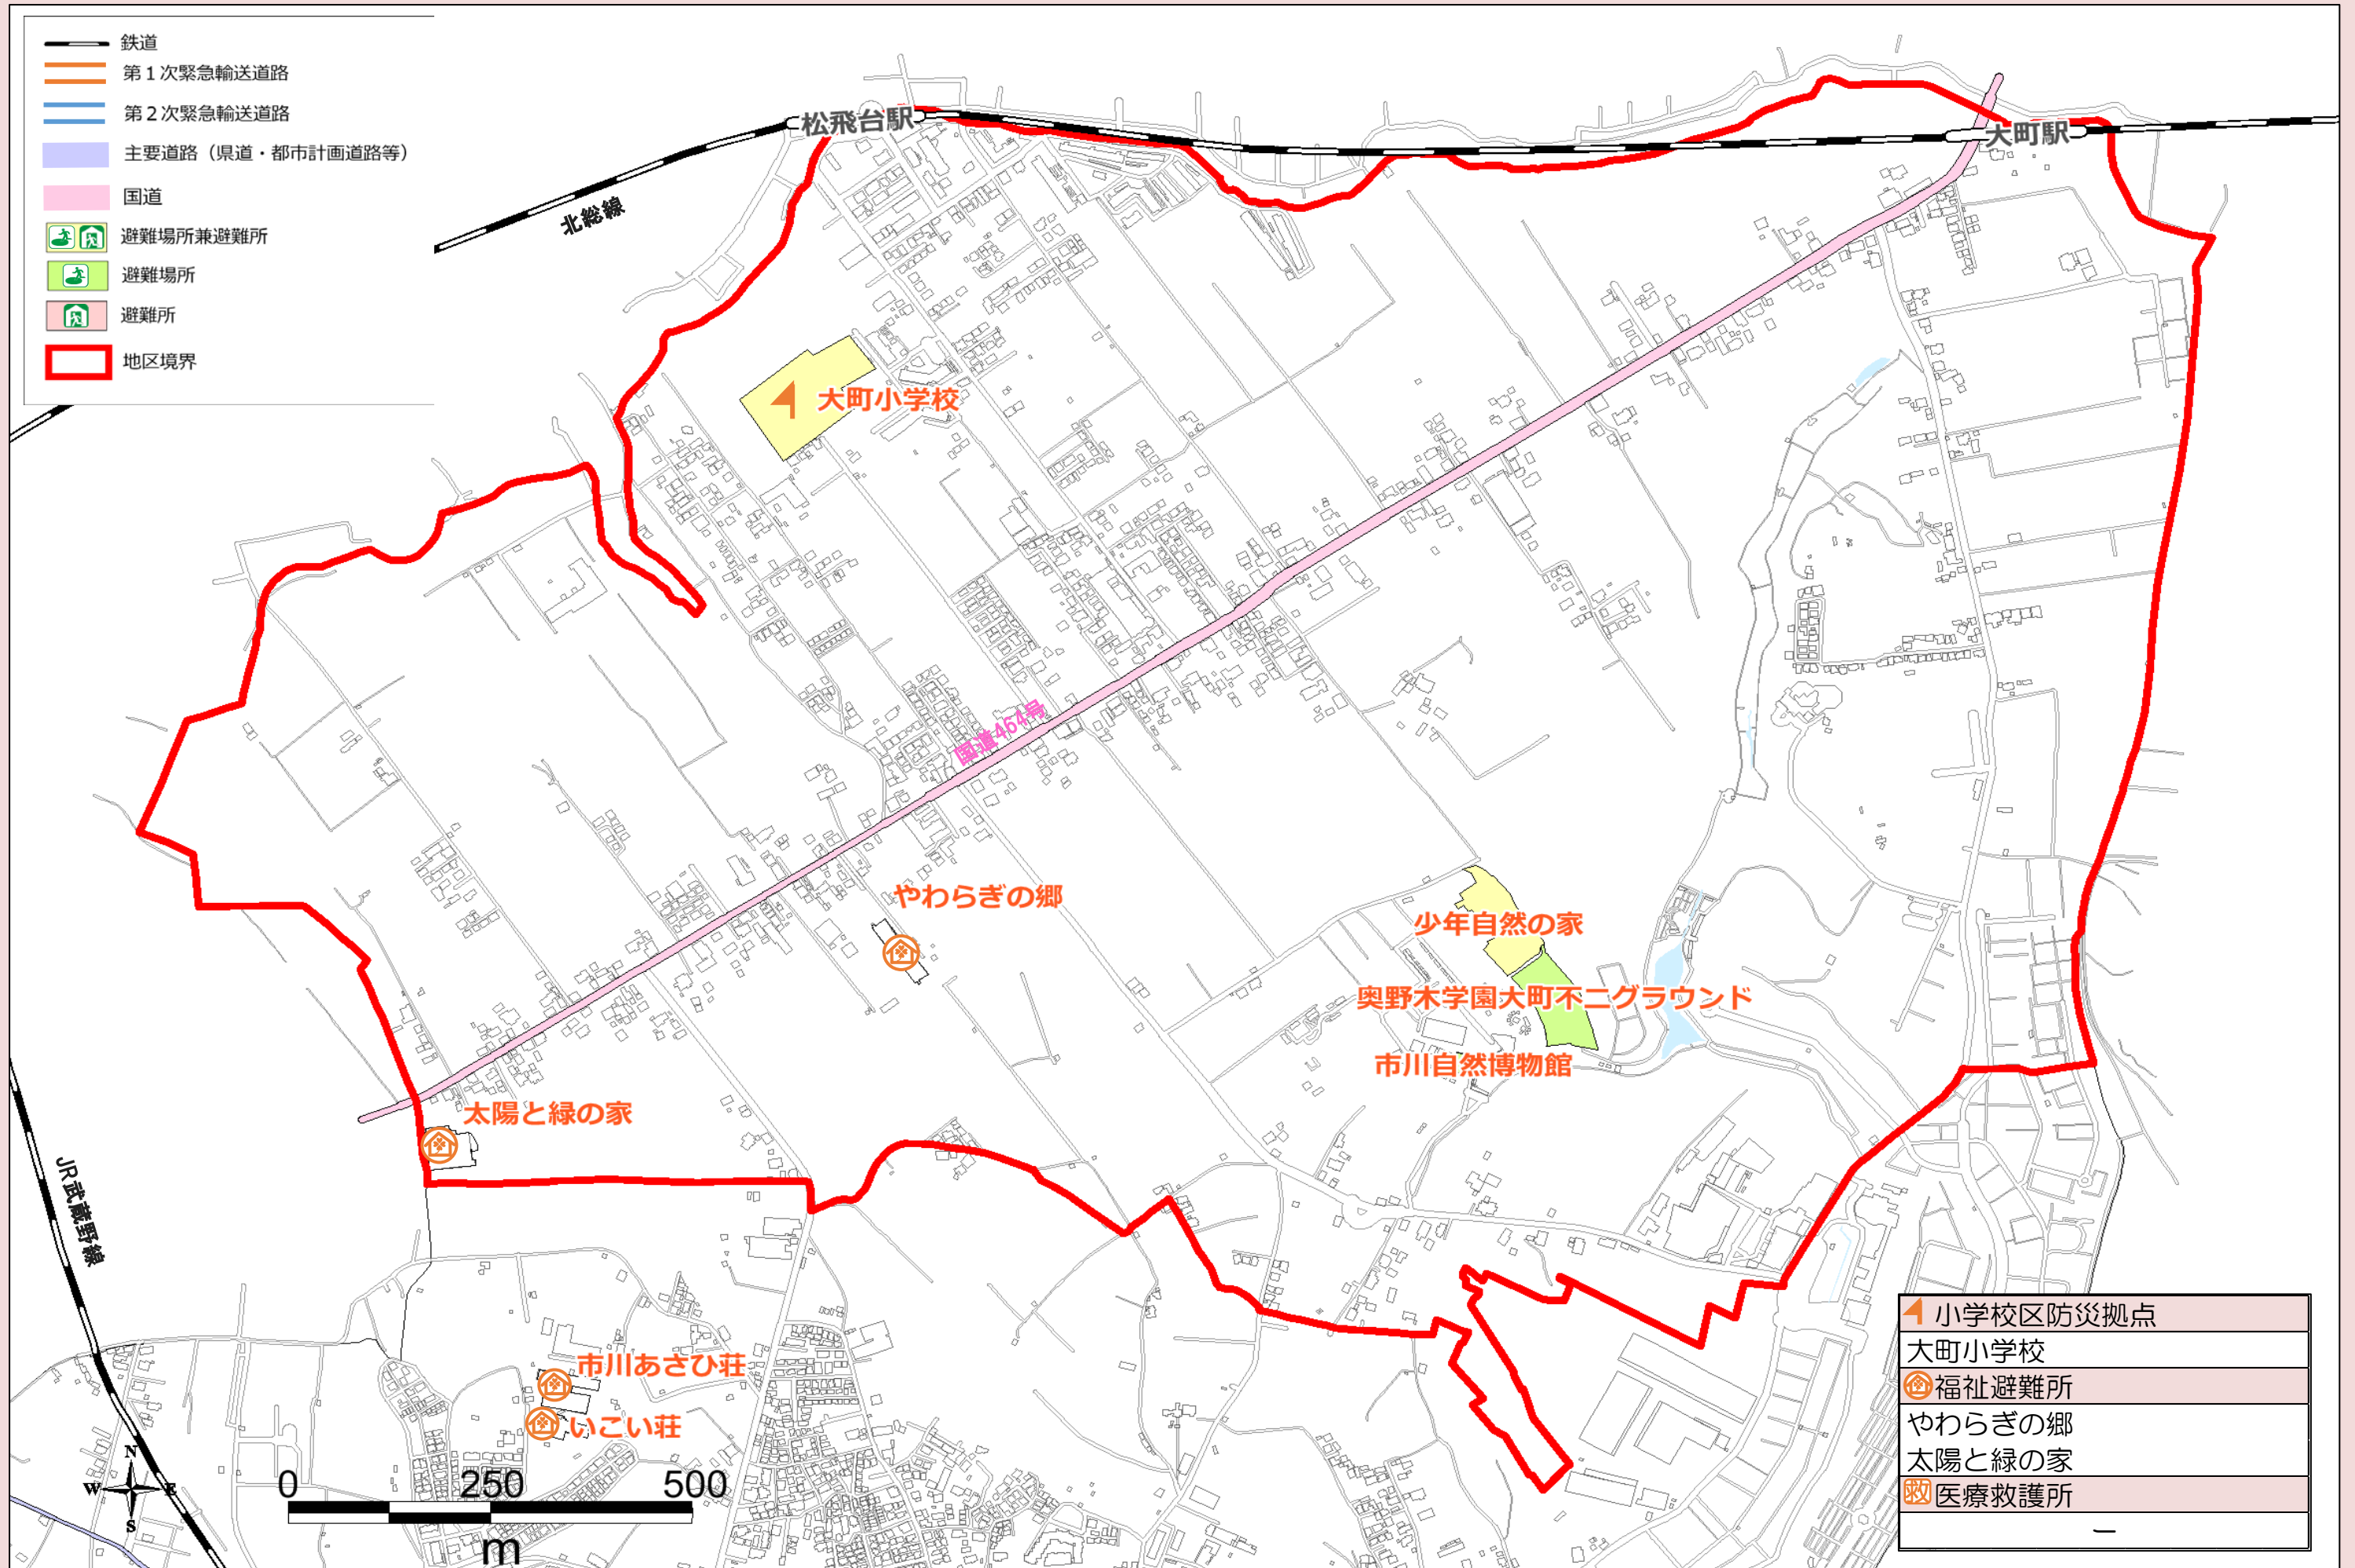 鉄道
第1次緊急輸送道路
第2次緊急輸送道路
主要道路（県道・都市計画道路等）
国道
避難場所兼避難所
避難場所
避難所
地区境界
松飛台駅
大町駅
北総線
大町小学校
国道464号
やわらぎの郷
少年自然の家
奥野木学園大町不二グラウンド
市川自然博物館
太陽と緑の家
JR武蔵野線
市川あさひ荘
いこい荘
N
W E
S
0 250 500
m
小学校区防災拠点
大町小学校
福祉避難所
やわらぎの郷
太陽と緑の家
救 医療救護所
ー